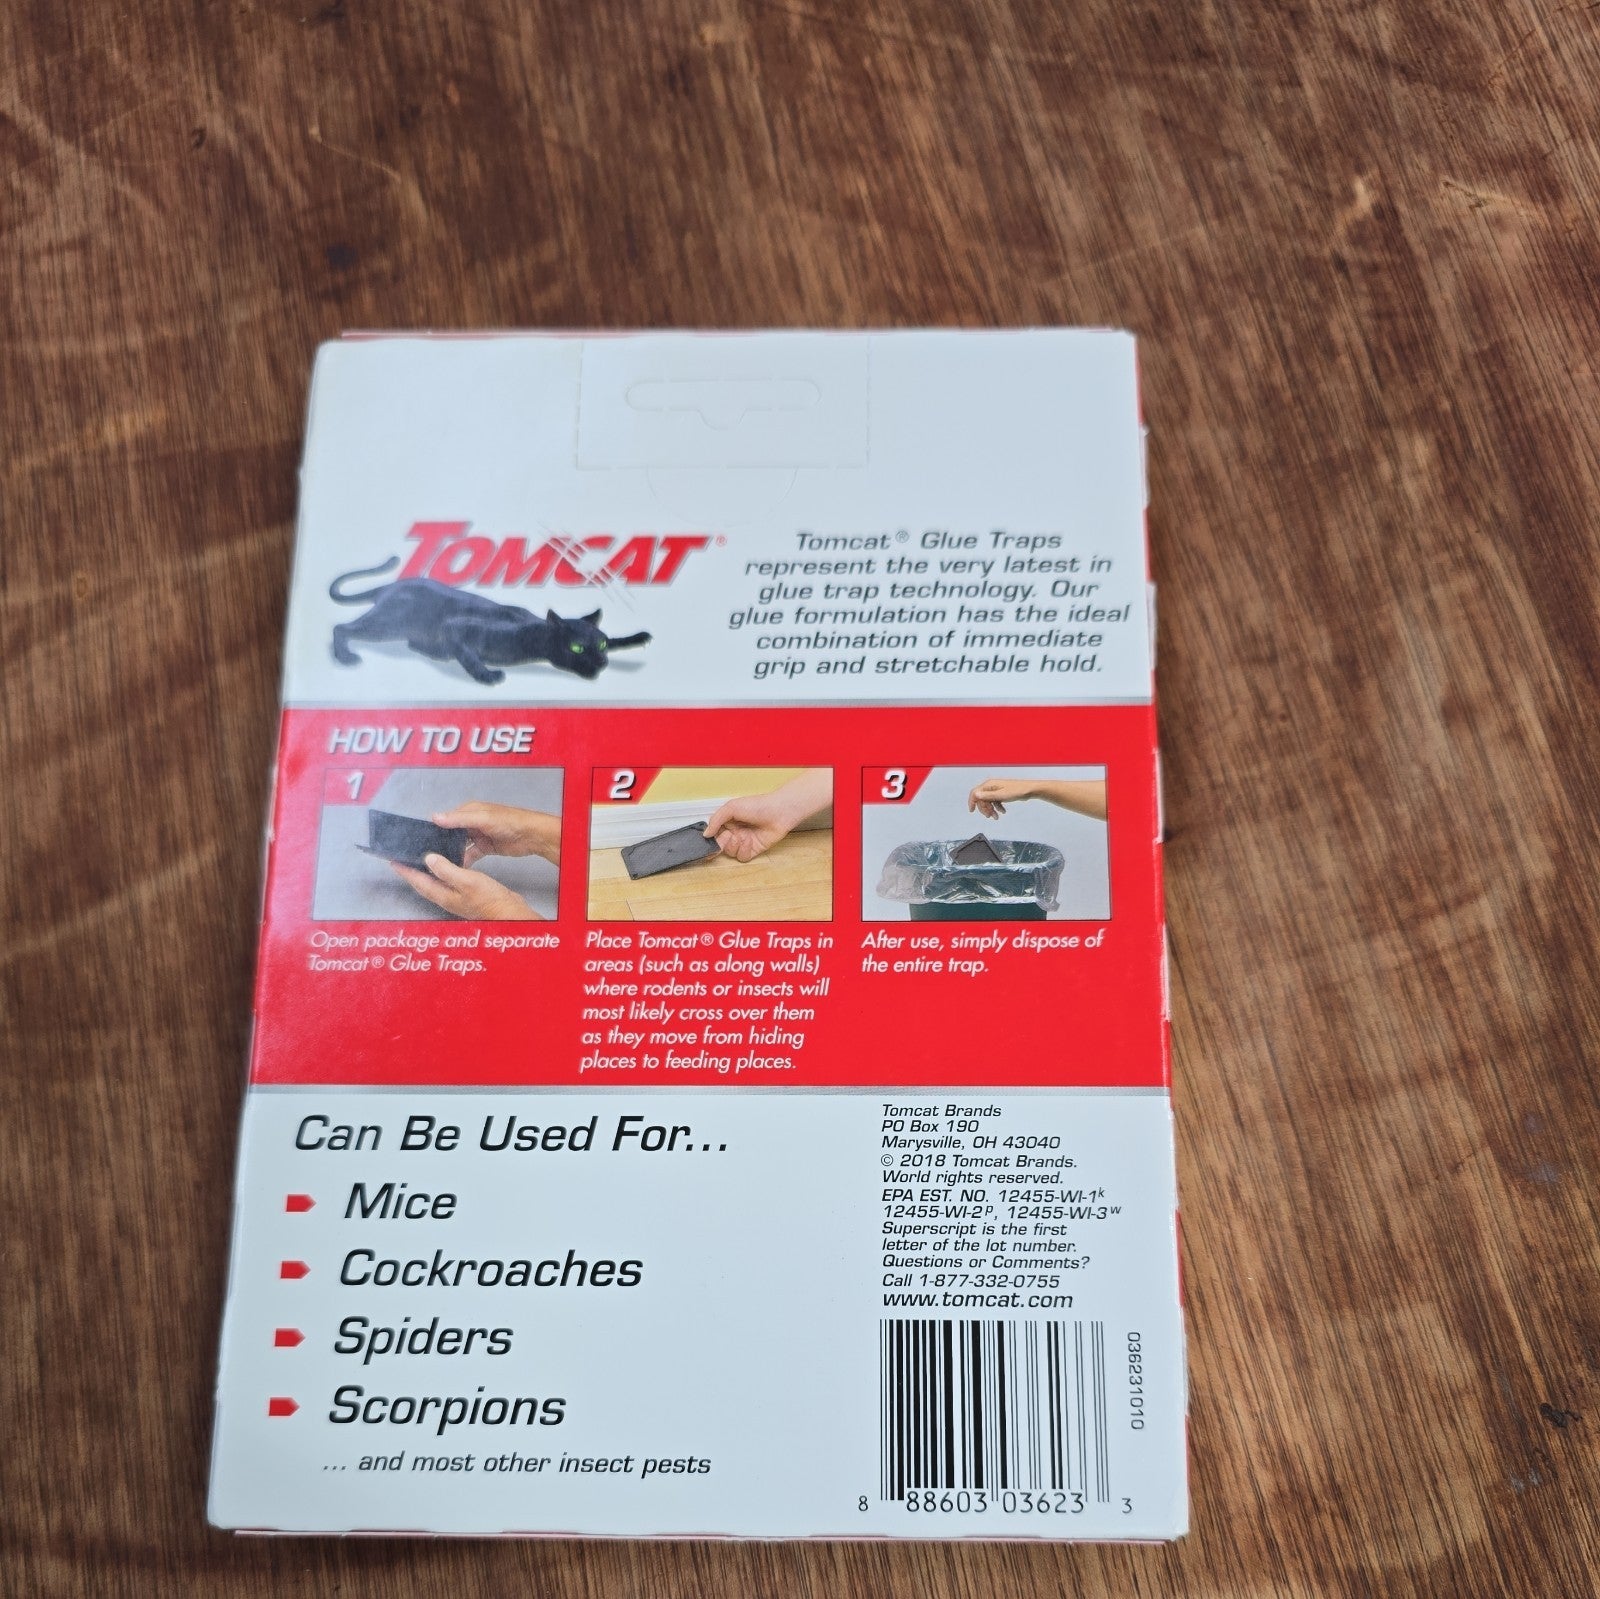 TOMCAT®
Tomcat® Glue Traps
represent the very latest in
glue trap technology. Our
glue formulation has the ideal
combination of immediate
grip and stretchable hold.
HOW TO USE
1
Open package and separate
Tomcat® Glue Traps.
2
Place Tomcat® Glue Traps in
areas (such as along walls)
where rodents or insects will
most likely cross over them
as they move from hiding
places to feeding places.
3
After use, simply dispose of
the entire trap.
Can Be Used For...
Mice
Cockroaches
Spiders
Scorpions
... and most other insect pests
Tomcat Brands
PO Box 190
Marysville, OH 43040
© 2018 Tomcat Brands.
World rights reserved.
EPA EST. NO. 12455-WI-1ᵏ
12455-WI-2ᵖ, 12455-WI-3ʷ
Superscript is the first
letter of the lot number.
Questions or Comments?
Call 1-877-332-0755
www.tomcat.com
036231010
8 88603 03623 3